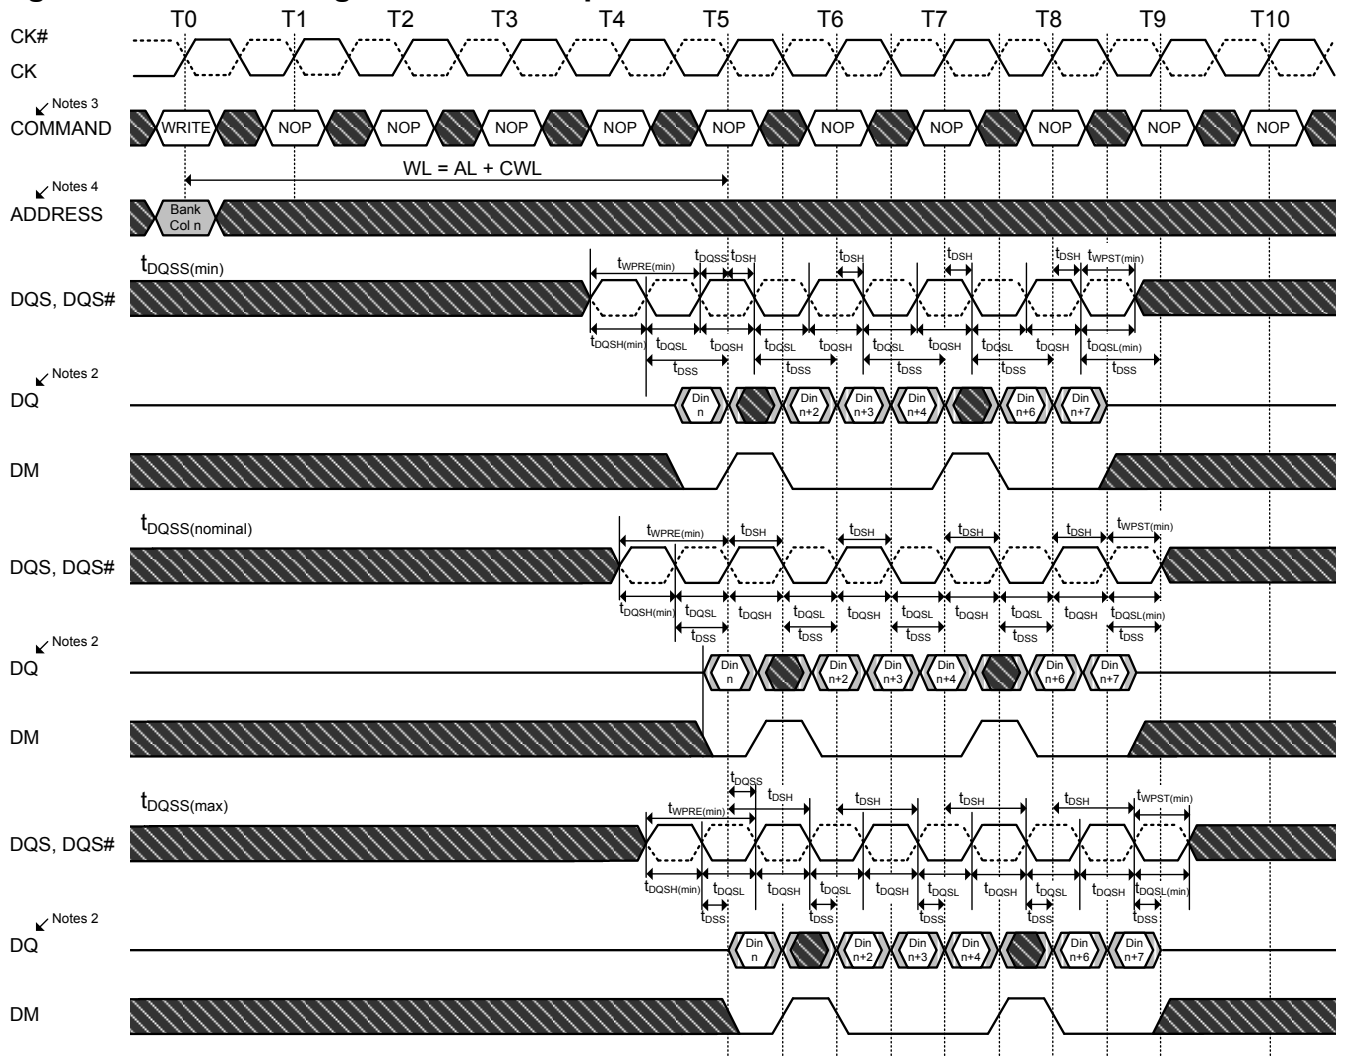 T0 T1 T2 T3 T4 T5 T6 T7 T8 T9 T10
CK#
CK
Notes 3
COMMAND WRITE NOP NOP NOP NOP NOP NOP NOP NOP NOP NOP
WL = AL + CWL
Notes 4
ADDRESS Bank Col n
tDQSS(min) tWPRE(min) tDQSS tDSH tDSH tDSH tDSH tWPST(min)
DQS, DQS#
tDQSH(min) tDQSL tDQSH tDQSL tDQSH tDQSL tDQSH tDQSL tDQSH tDQSL(min)
tDSS tDSS tDSS tDSS tDSS
Notes 2
DQ Din n Din n+2 Din n+3 Din n+4 Din n+6 Din n+7
DM
tDQSS(nominal) tWPRE(min) tDSH tDSH tDSH tDSH tWPST(min)
DQS, DQS#
tDQSH(min) tDQSL tDQSH tDQSL tDQSH tDQSL tDQSH tDQSL tDQSH tDQSL(min)
tDSS tDSS tDSS tDSS tDSS
Notes 2
DQ Din n Din n+2 Din n+3 Din n+4 Din n+6 Din n+7
DM
tDQSS
tDQSS(max) tWPRE(min) tDSH tDSH tDSH tDSH tWPST(min)
DQS, DQS#
tDQSH(min) tDQSL tDQSH tDQSL tDQSH tDQSL tDQSH tDQSL tDQSH tDQSL(min)
tDSS tDSS tDSS tDSS tDSS
Notes 2
DQ Din n Din n+2 Din n+3 Din n+4 Din n+6 Din n+7
DM